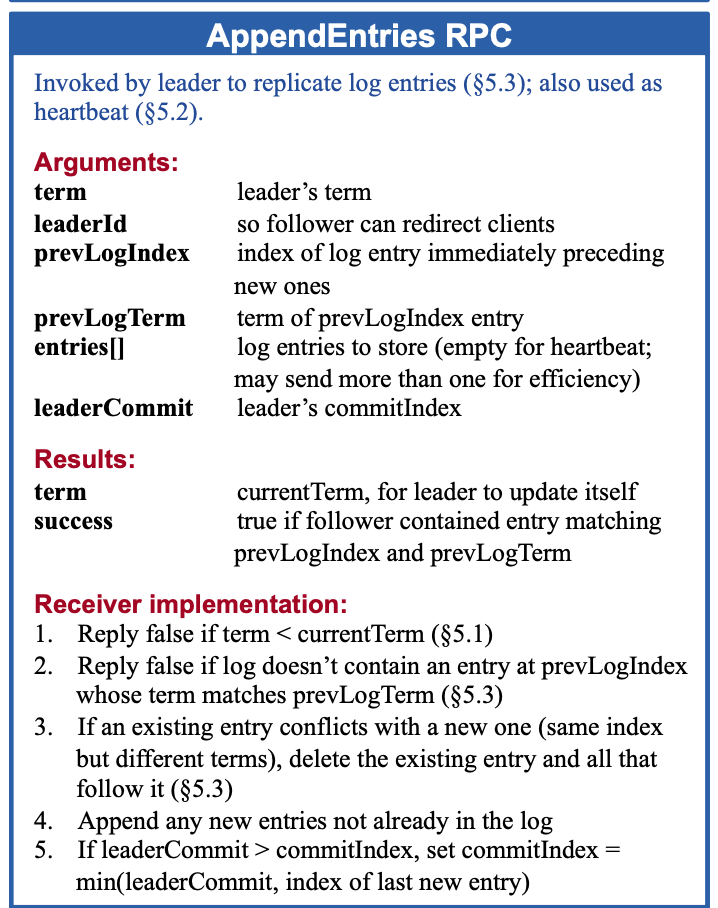 AppendEntries RPC
Invoked by leader to replicate log entries (§5.3); also used as
heartbeat (§5.2).
Arguments:
term leader’s term
leaderId so follower can redirect clients
prevLogIndex index of log entry immediately preceding
new ones
prevLogTerm term of prevLogIndex entry
entries[] log entries to store (empty for heartbeat;
may send more than one for efficiency)
leaderCommit leader’s commitIndex
Results:
term currentTerm, for leader to update itself
success true if follower contained entry matching
prevLogIndex and prevLogTerm
Receiver implementation:
1. Reply false if term < currentTerm (§5.1)
2. Reply false if log doesn’t contain an entry at prevLogIndex
whose term matches prevLogTerm (§5.3)
3. If an existing entry conflicts with a new one (same index
but different terms), delete the existing entry and all that
follow it (§5.3)
4. Append any new entries not already in the log
5. If leaderCommit > commitIndex, set commitIndex =
min(leaderCommit, index of last new entry)